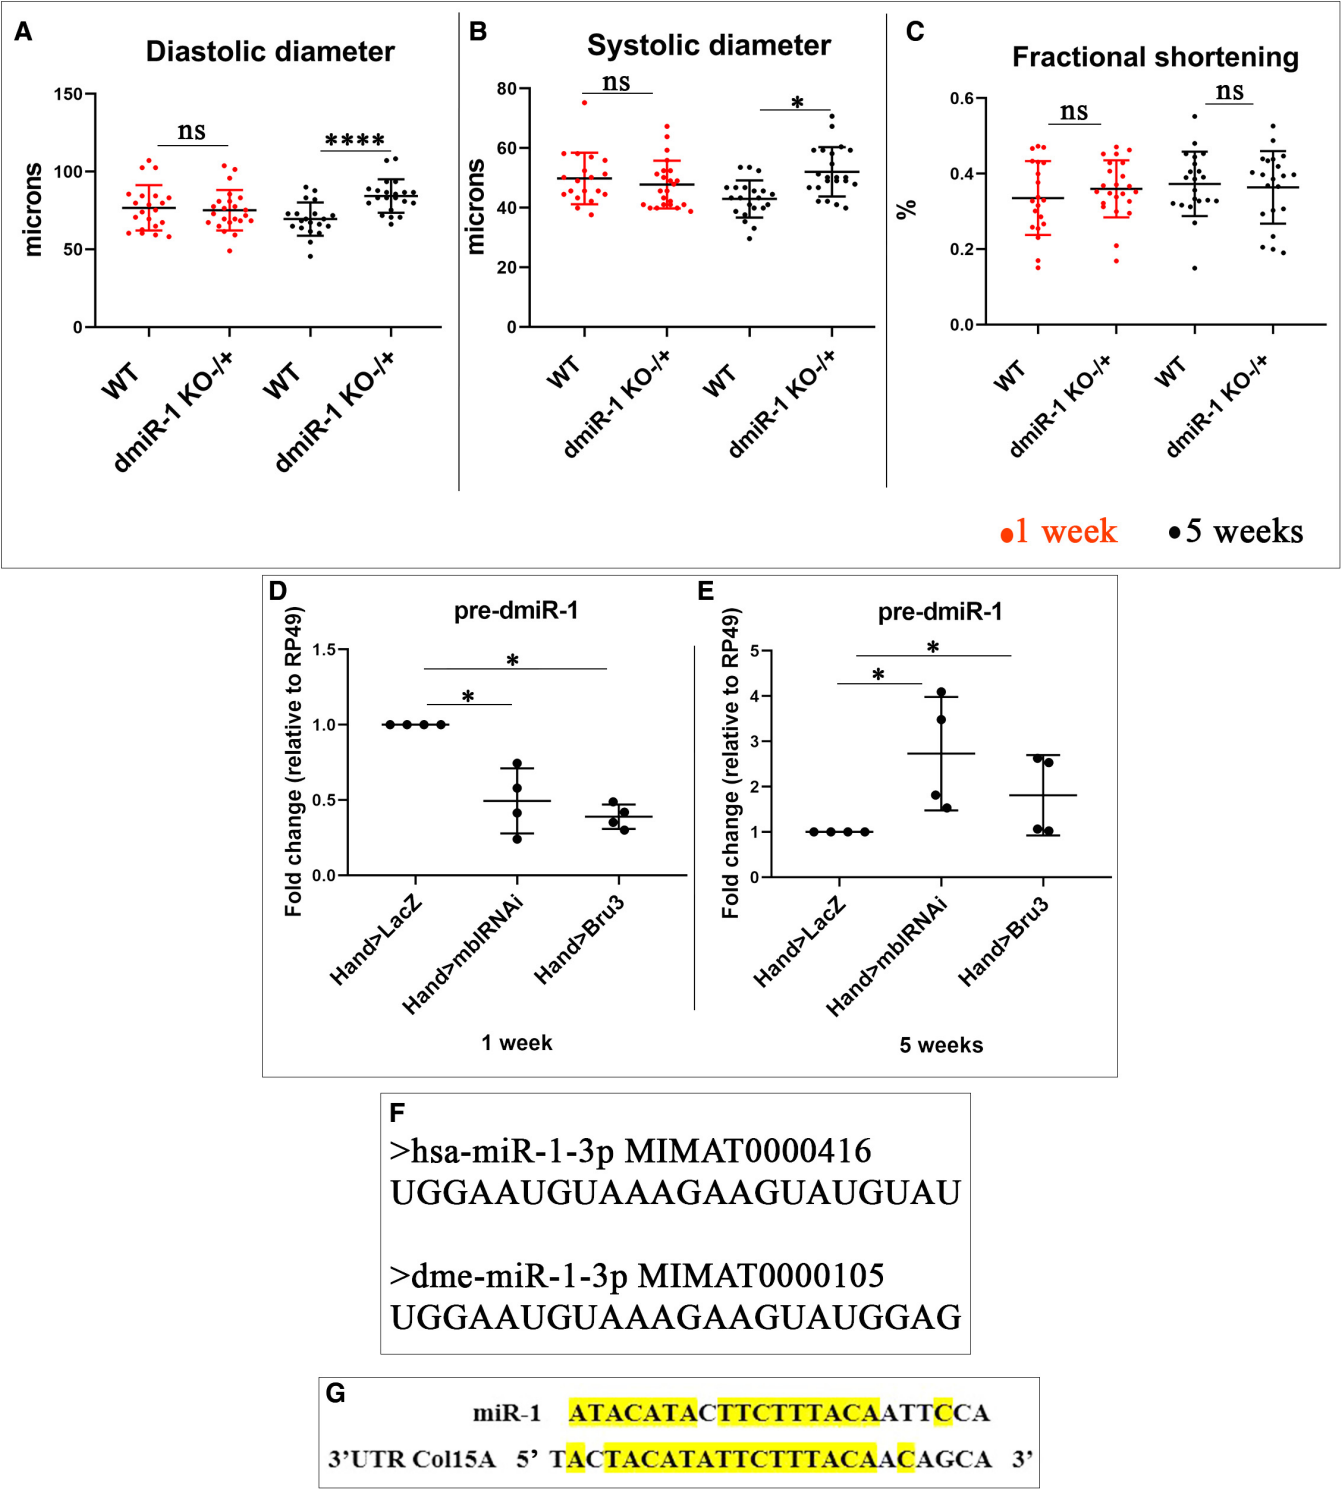 A
Diastolic diameter
150
100
50
0
microns
ns
****
WT
dmiR-1 KO-/+
WT
dmiR-1 KO-/+
B
Systolic diameter
80
60
40
20
0
microns
ns
*
WT
dmiR-1 KO-/+
WT
dmiR-1 KO-/+
C
Fractional shortening
0.6
0.4
0.2
0.0
%
ns
ns
WT
dmiR-1 KO-/+
WT
dmiR-1 KO-/+
1 week
5 weeks
D
pre-dmiR-1
Fold change (relative to RP49)
1.5
1.0
0.5
0.0
*
*
Hand>LacZ
Hand>mblRNAi
Hand>Bru3
1 week
E
pre-dmiR-1
Fold change (relative to RP49)
5
4
3
2
1
0
*
*
Hand>LacZ
Hand>mblRNAi
Hand>Bru3
5 weeks
F
>hsa-miR-1-3p MIMAT0000416
UGGAAUGUAAAGAAGUAUGUAU
>dme-miR-1-3p MIMAT0000105
UGGAAUGUAAAGAAGUAUGGAG
G
miR-1 ATACATACTTCTTTACAATTCCA
3’UTR Col15A 5’ TACTACATATTCTTTACAACAGCA 3’